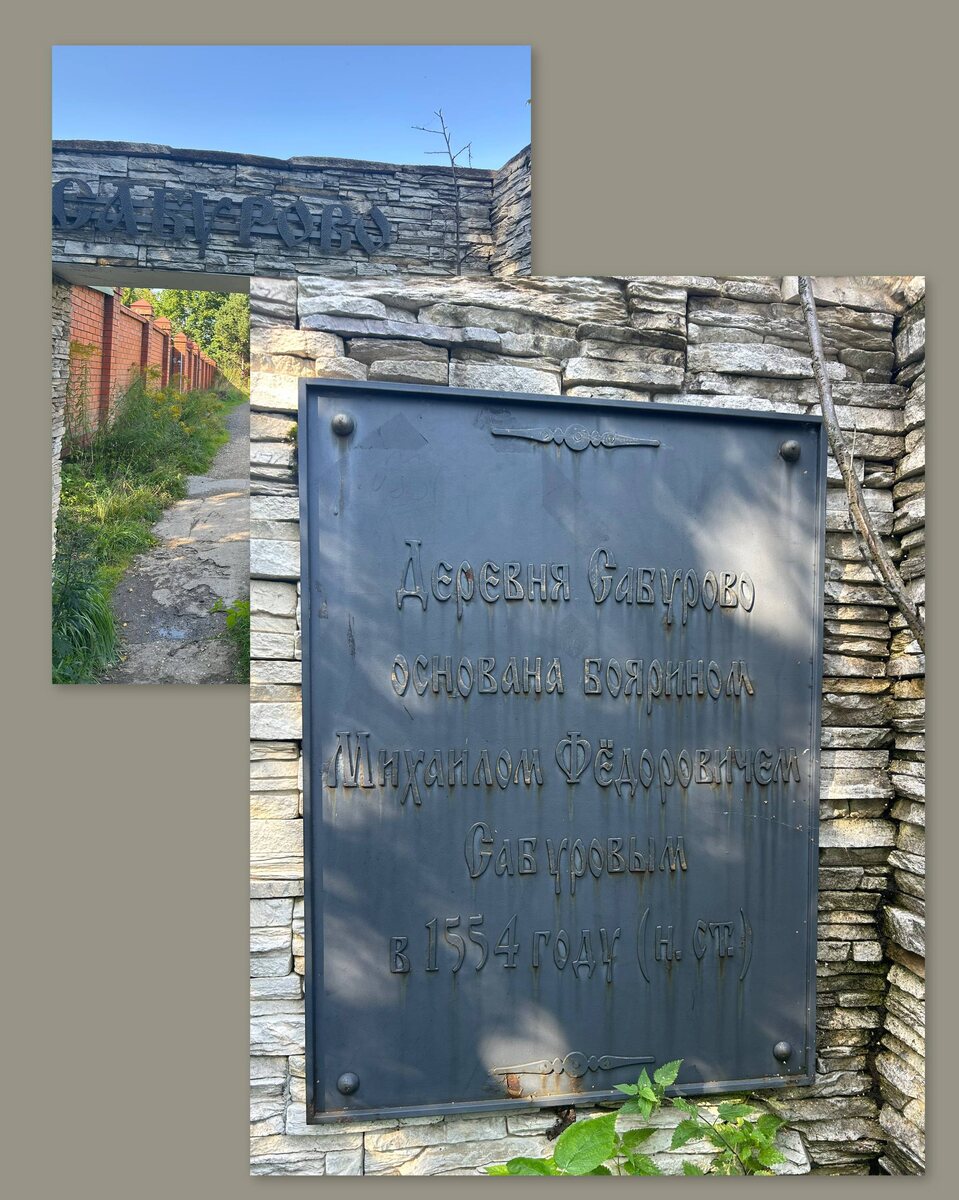 САБУРОВО
Деревня Сабурово
основана боярином
Михаилом Фёдоровичем
Сабуровым
в 1554 году (н. ст.)